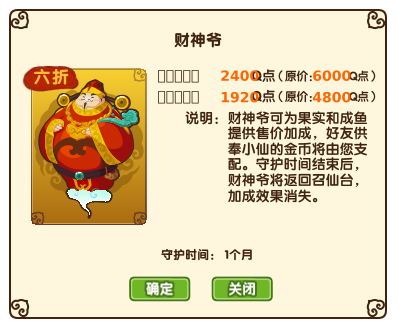 财神爷
六折
□□□□□ 2400Q点(原价:6000Q点)
□□□□□ 1920Q点(原价:4800Q点)
说明: 财神爷可为果实和成鱼
提供售价加成，好友供
奉小仙的金币将由您支
配。守护时间结束后，
财神爷将返回召仙台，
加成效果消失。
守护时间: 1个月
确定 关闭